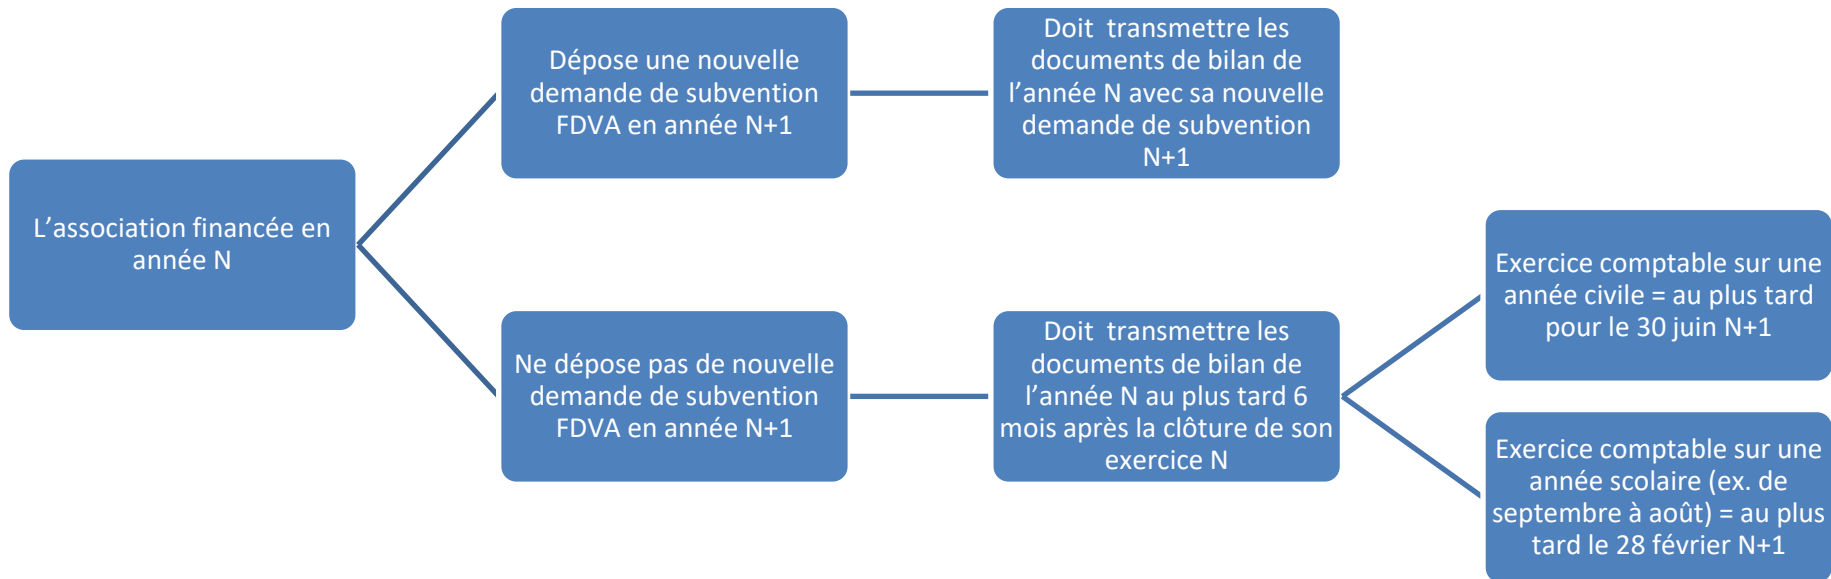 L’association financée en
année N
Dépose une nouvelle
demande de subvention
FDVA en année N+1
Doit  transmettre les
documents de bilan de
l’année N avec sa nouvelle
demande de subvention
N+1
Ne dépose pas de nouvelle
demande de subvention
FDVA en année N+1
Doit  transmettre les
documents de bilan de
l’année N au plus tard 6
mois après la clôture de son
exercice N
Exercice comptable sur une
année civile = au plus tard
pour le 30 juin N+1
Exercice comptable sur une
année scolaire (ex. de
septembre à août) = au plus
tard le 28 février N+1